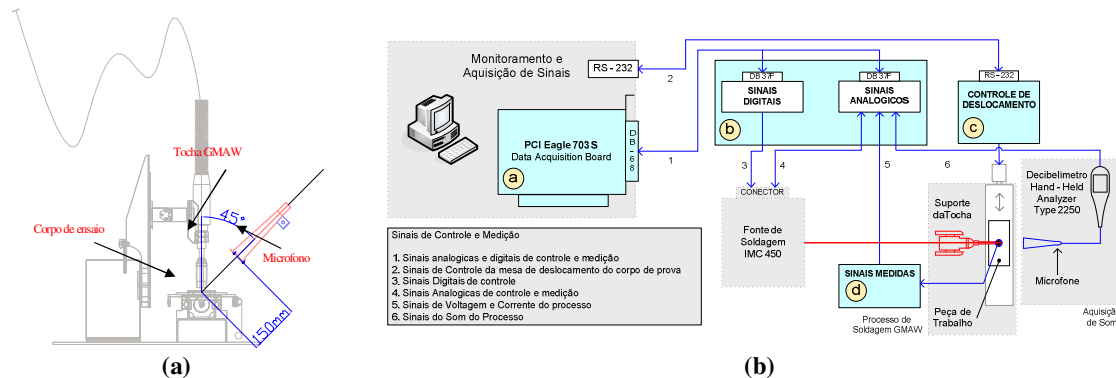 Tocha GMAW
45°
Corpo de ensaio
Microfono
150mm
(a)
Monitoramento e
Aquisição de Sinais
RS - 232
2
PCI Eagle 703 S
Data Acquisition Board
a
DB - 68
1
DB 37F
SINAIS
DIGITAIS
DB 37F
SINAIS
ANALOGICOS
b
RS-232
CONTROLE DE
DESLOCAMENTO
c
3
4
5
6
CONECTOR
Fonte de
Soldagem
IMC 450
Suporte
daTocha
Decibelimetro
Hand - Held
Analyzer
Type 2250
SINAIS MEDIDAS
d
Microfone
Processo de
Soldagem GMAW
Peça de
Trabalho
Aquisiçã
de Som
Sinais de Controle e Medição
1. Sinais analogicas e digitais de controle e medição
2. Sinais de Controle da mesa de deslocamento do corpo de prova
3, Sinais Digitais de controle
4. Sinais Analogicas de controle e medição
5. Sinais de Voltagem e Corrente do processo
6. Sinais do Som do Processo
(b)